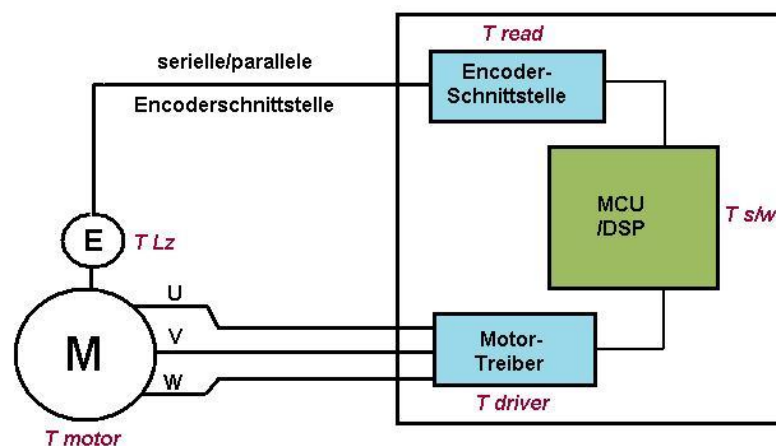 T read
serielle/parallele
Encoder-
Schnittstelle
Encoderschnittstelle
MCU
/DSP
T s/w
E
T Lz
U
V
W
M
Motor-
Treiber
T driver
T motor